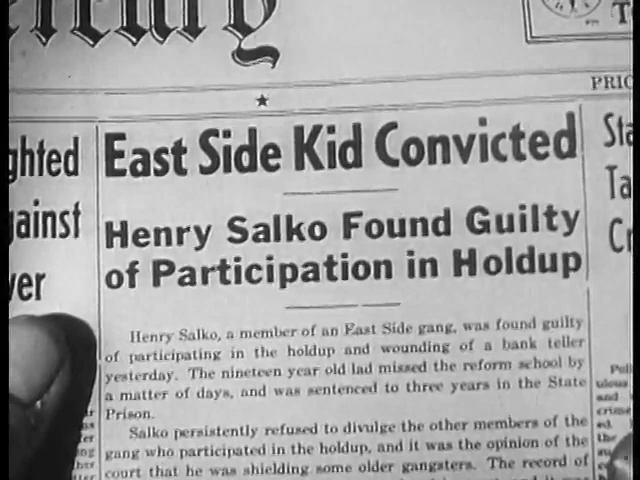 PRIC
ghted
ainst
ver
East Side Kid Convicted
Henry Salko Found Guilty
of Participation in Holdup
Henry Salko, a member of an East Side gang, was found guilty
of participating in the holdup and wounding of a bank teller
yesterday. The nineteen year old lad missed the reform school by
a matter of days, and was sentenced to three years in the State
Prison.
Salko persistently refused to divulge the other members of the
gang who participated in the holdup, and it was the opinion of the
court that he was shielding some older gangsters. The record of
Sta
Ta
Cr